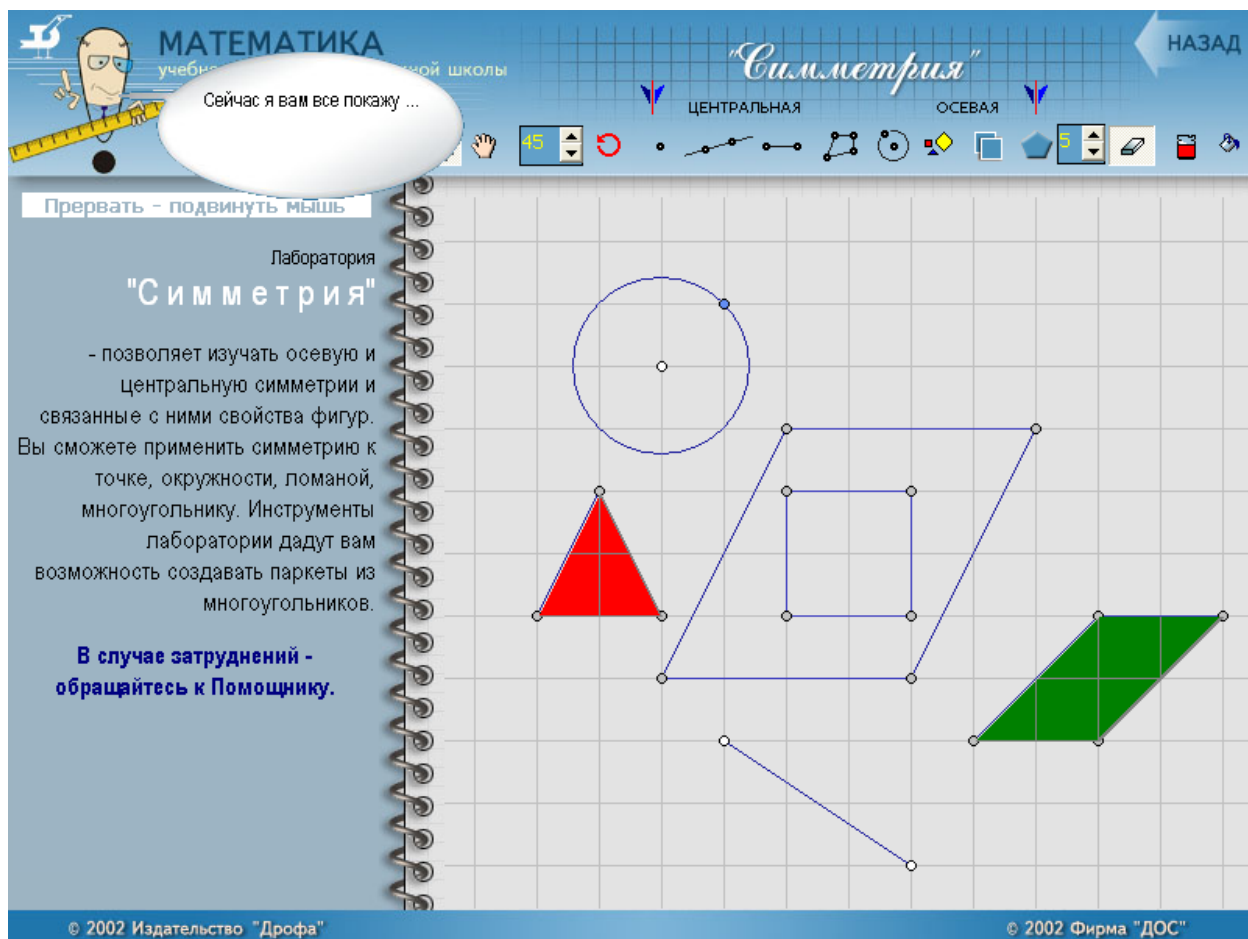 МАТЕМАТИКА
ной школы
Сейчас я вам все покажу ...
"Симметрия"
НАЗАД
ЦЕНТРАЛЬНАЯ
ОСЕВАЯ
45
5
Прервать - подвинуть мышь
Лаборатория
"Симметрия"
- позволяет изучать осевую и
центральную симметрии и
связанные с ними свойства фигур.
Вы сможете применить симметрию к
точке, окружности, ломаной,
многоугольнику. Инструменты
лаборатории дадут вам
возможность создавать паркеты из
многоугольников.
В случае затруднений -
обращайтесь к Помощнику.
© 2002 Издательство "Дрофа"
© 2002 Фирма "ДОС"